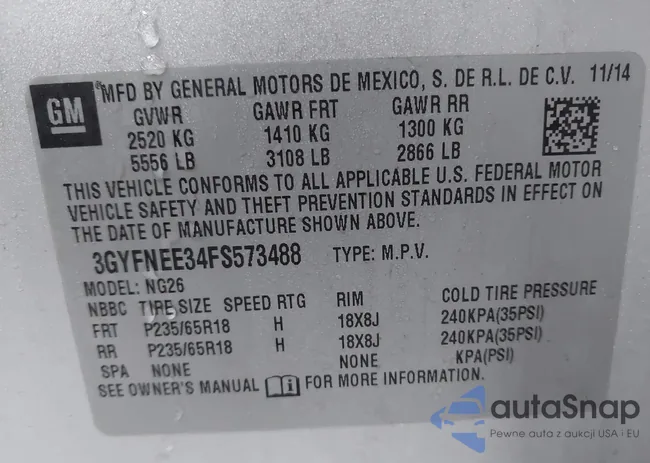 GM
MFD BY GENERAL MOTORS DE MEXICO, S. DE R.L. DE C.V. 11/14
GVWR GAWR FRT GAWR RR
2520 KG 1410 KG 1300 KG
5556 LB 3108 LB 2866 LB
THIS VEHICLE CONFORMS TO ALL APPLICABLE U.S. FEDERAL MOTOR
VEHICLE SAFETY AND THEFT PREVENTION STANDARDS IN EFFECT ON
THE DATE OF MANUFACTURE SHOWN ABOVE.
3GYFNEE34FS573488 TYPE: M.P.V.
MODEL: NG26
NBBC TIRE SIZE SPEED RTG RIM COLD TIRE PRESSURE
FRT P235/65R18 H 18X8J 240KPA(35PSI)
RR P235/65R18 H 18X8J 240KPA(35PSI)
SPA NONE NONE KPA(PSI)
SEE OWNER'S MANUAL FOR MORE INFORMATION.
autaSnap
Pewne auta z aukcji USA i EU